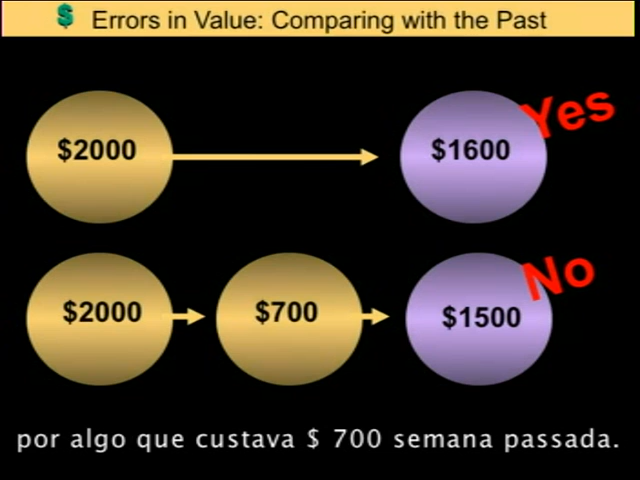 $ Errors in Value: Comparing with the Past
$2000 $1600 Yes
$2000 $700 $1500 No
por algo que custava $ 700 semana passada.